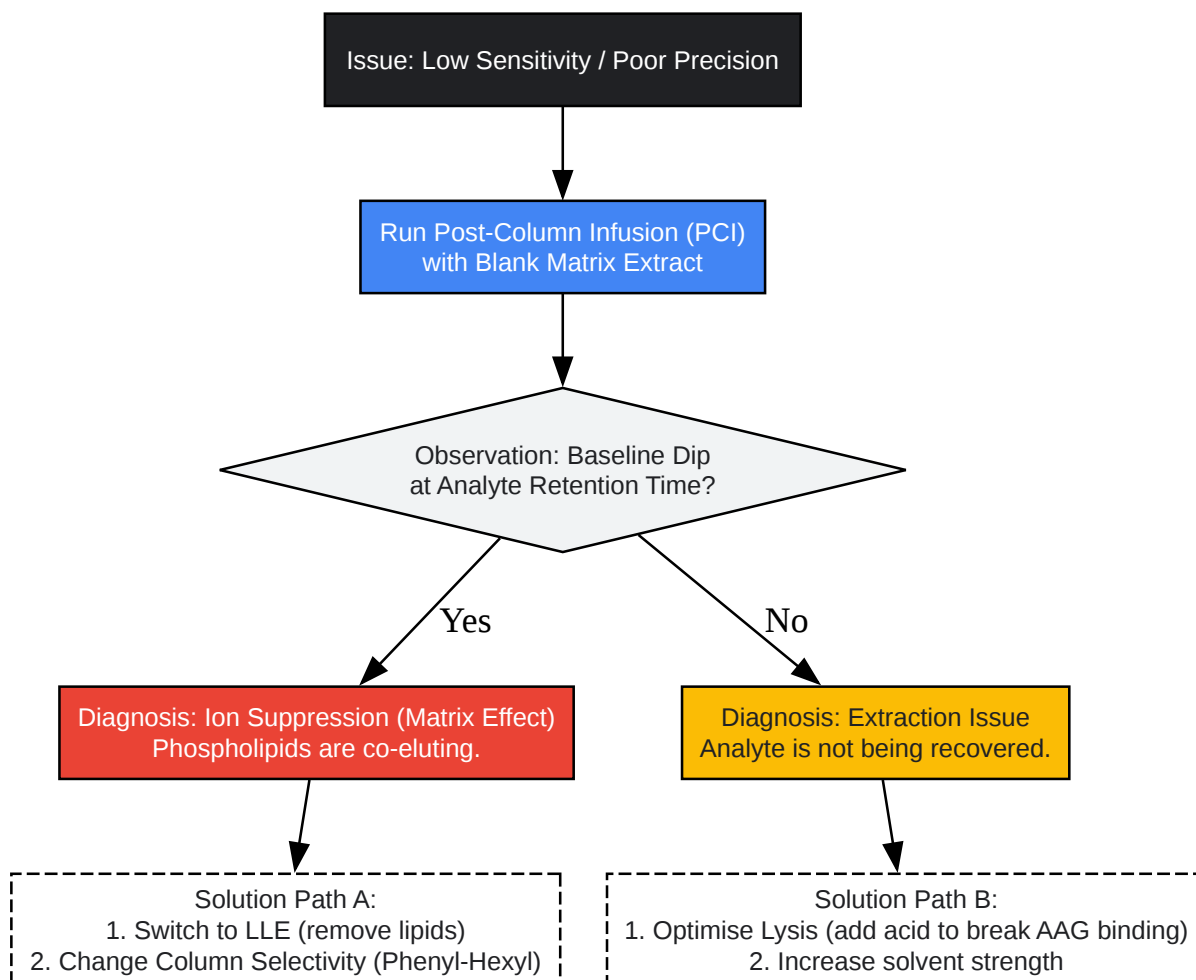 Issue: Low Sensitivity / Poor Precision
Run Post-Column Infusion (PCI)
with Blank Matrix Extract
Observation: Baseline Dip
at Analyte Retention Time?
Yes
No
Diagnosis: Ion Suppression (Matrix Effect)
Phospholipids are co-eluting.
Diagnosis: Extraction Issue
Analyte is not being recovered.
Solution Path A:
1. Switch to LLE (remove lipids)
2. Change Column Selectivity (Phenyl-Hexyl)
Solution Path B:
1. Optimise Lysis (add acid to break AAG binding)
2. Increase solvent strength